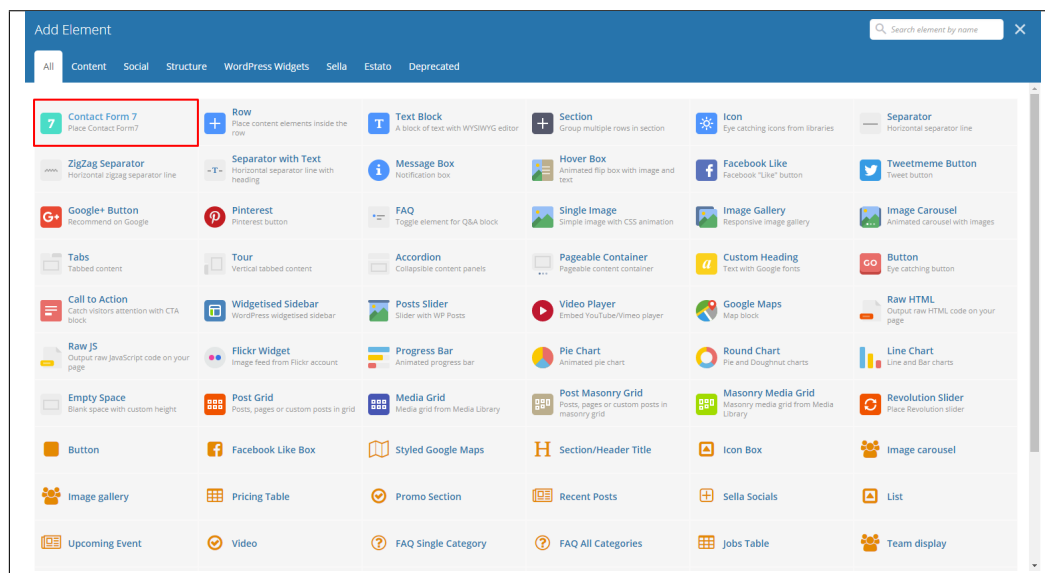 Add Element
Search element by name
All Content Social Structure WordPress Widgets Sella Estato Deprecated
7
Contact Form 7
Place Contact Form7
Row
Place content elements inside the
row
T
Text Block
A block of text with WYSIWYG editor
Section
Group multiple rows in section
Icon
Eye catching icons from libraries
Separator
Horizontal separator line
ZigZag Separator
Horizontal zigzag separator line
-T-
Separator with Text
Horizontal separator line with
heading
i
Message Box
Notification box
Hover Box
Animated flip box with image and
text
f
Facebook Like
Facebook "Like" button
Tweetmeme Button
Tweet button
G+
Google+ Button
Recommend on Google
Pinterest
Pinterest button
FAQ
Toggle element for Q&A block
Single Image
Simple image with CSS animation
Image Gallery
Responsive image gallery
Image Carousel
Animated carousel with images
Tabs
Tabbed content
Tour
Vertical tabbed content
Accordion
Collapsible content panels
Pageable Container
Pageable content container
a
Custom Heading
Text with Google fonts
GO
Button
Eye catching button
Call to Action
Catch visitors attention with CTA
block
Widgetised Sidebar
WordPress widgetised sidebar
Posts Slider
Slider with WP Posts
Video Player
Embed YouTube/Vimeo player
Google Maps
Map block
Raw HTML
Output raw HTML code on your
page
Raw JS
Output raw JavaScript code on your
page
Flickr Widget
Image feed from Flickr account
Progress Bar
Animated progress bar
Pie Chart
Animated pie chart
Round Chart
Pie and Doughnut charts
Line Chart
Line and Bar charts
Empty Space
Blank space with custom height
Post Grid
Posts, pages or custom posts in grid
Media Grid
Media grid from Media Library
Post Masonry Grid
Posts, pages or custom posts in
masonry grid
Masonry Media Grid
Masonry media grid from Media
Library
Revolution Slider
Place Revolution slider
Button
f
Facebook Like Box
Styled Google Maps
H
Section/Header Title
Icon Box
Image carousel
Image gallery
Pricing Table
Promo Section
Recent Posts
Sella Socials
List
Upcoming Event
Video
?
FAQ Single Category
?
FAQ All Categories
Jobs Table
Team display